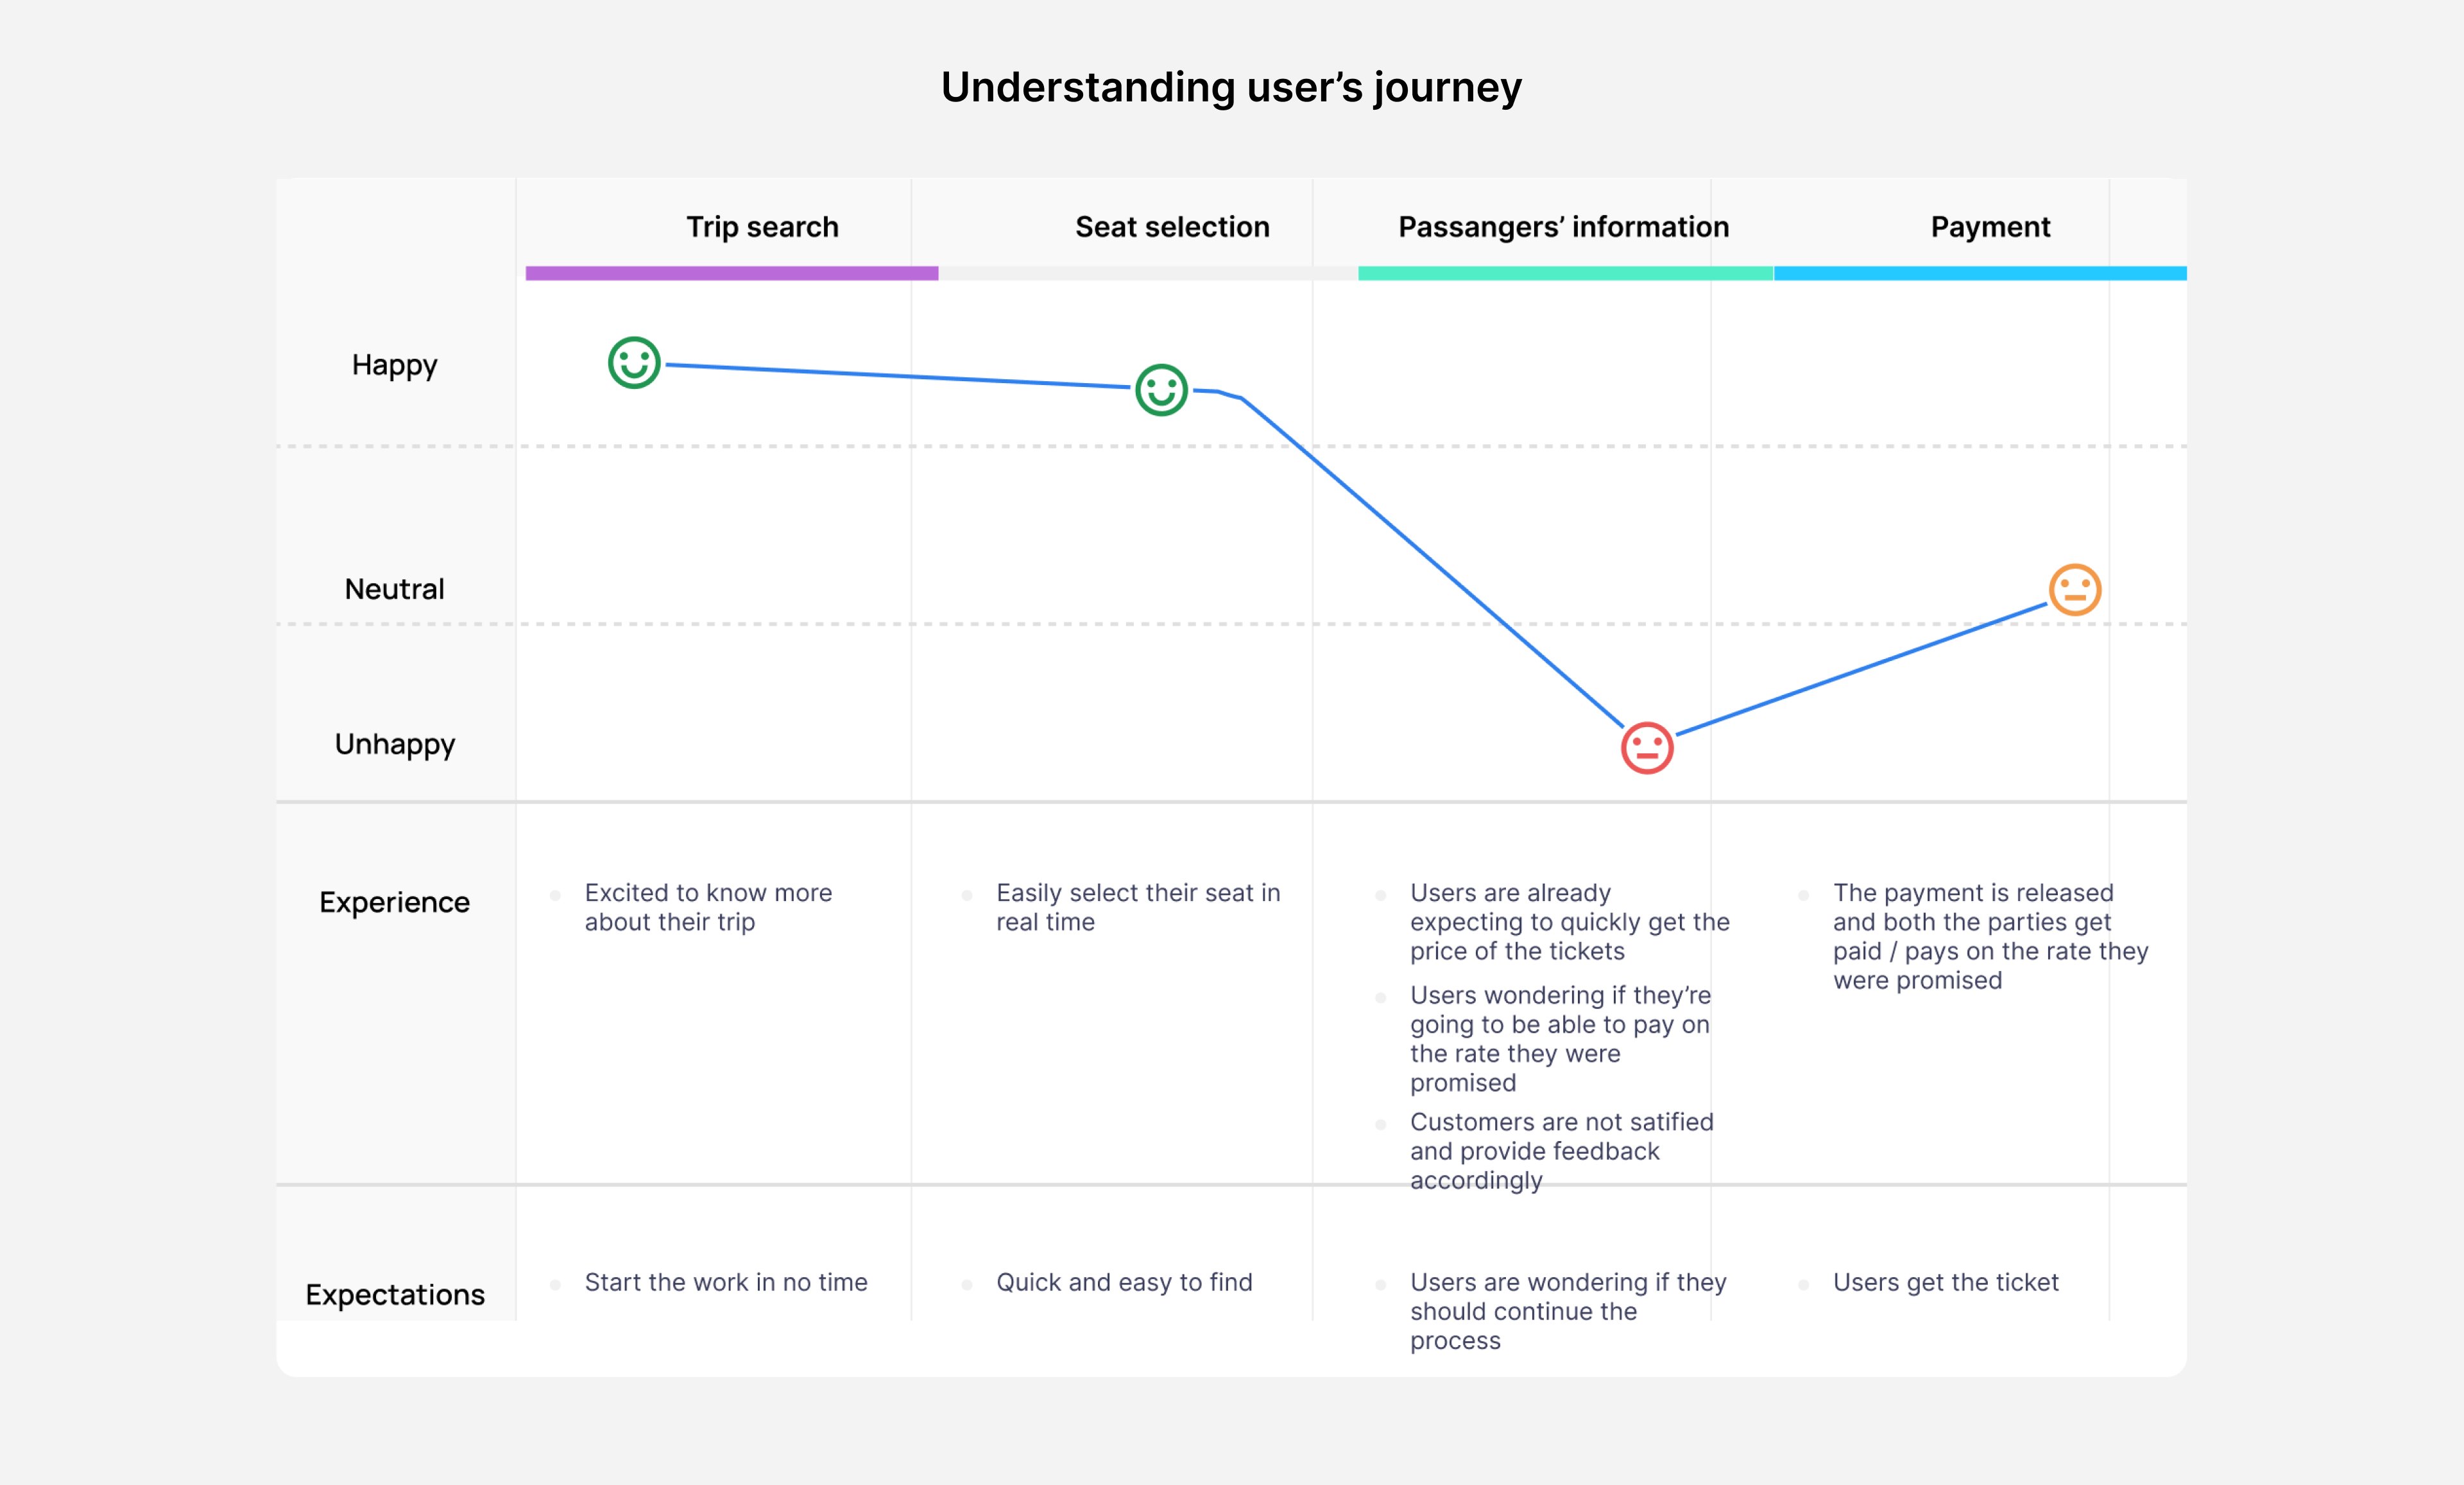 Understanding user’s journey
Trip search
Seat selection
Passangers’ information
Payment
Happy
Neutral
Unhappy
Experience
Excited to know more
about their trip
Easily select their seat in
real time
Users are already
expecting to quickly get the
price of the tickets
Users wondering if they’re
going to be able to pay on
the rate they were
promised
Customers are not satified
and provide feedback
accordingly
The payment is released
and both the parties get
paid / pays on the rate they
were promised
Expectations
Start the work in no time
Quick and easy to find
Users are wondering if they
should continue the
process
Users get the ticket